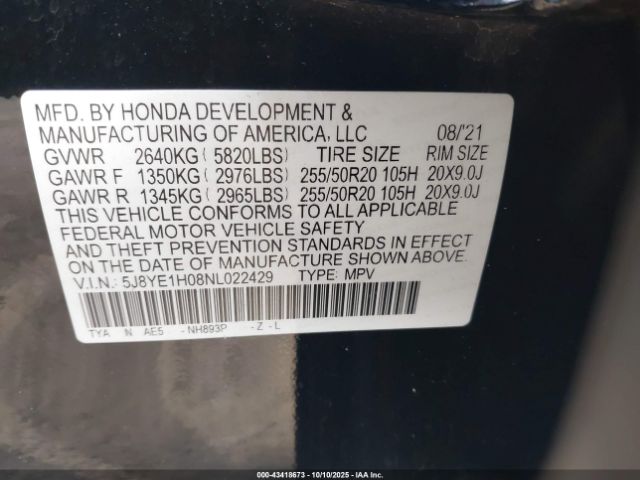 MFD. BY HONDA DEVELOPMENT &
MANUFACTURING OF AMERICA, LLC 08/'21
GVWR 2640KG ( 5820LBS) TIRE SIZE RIM SIZE
GAWR F 1350KG ( 2976LBS) 255/50R20 105H 20X9.0J
GAWR R 1345KG ( 2965LBS) 255/50R20 105H 20X9.0J
THIS VEHICLE CONFORMS TO ALL APPLICABLE
FEDERAL MOTOR VEHICLE SAFETY
AND THEFT PREVENTION STANDARDS IN EFFECT
ON THE DATE OF MANUFACTURE SHOWN ABOVE.
V.I.N.: 5J8YE1H08NL022429 TYPE: MPV
TYA N AE5 -NH893P -Z-L
000-43418673 - 10/10/2025 - IAAI.com